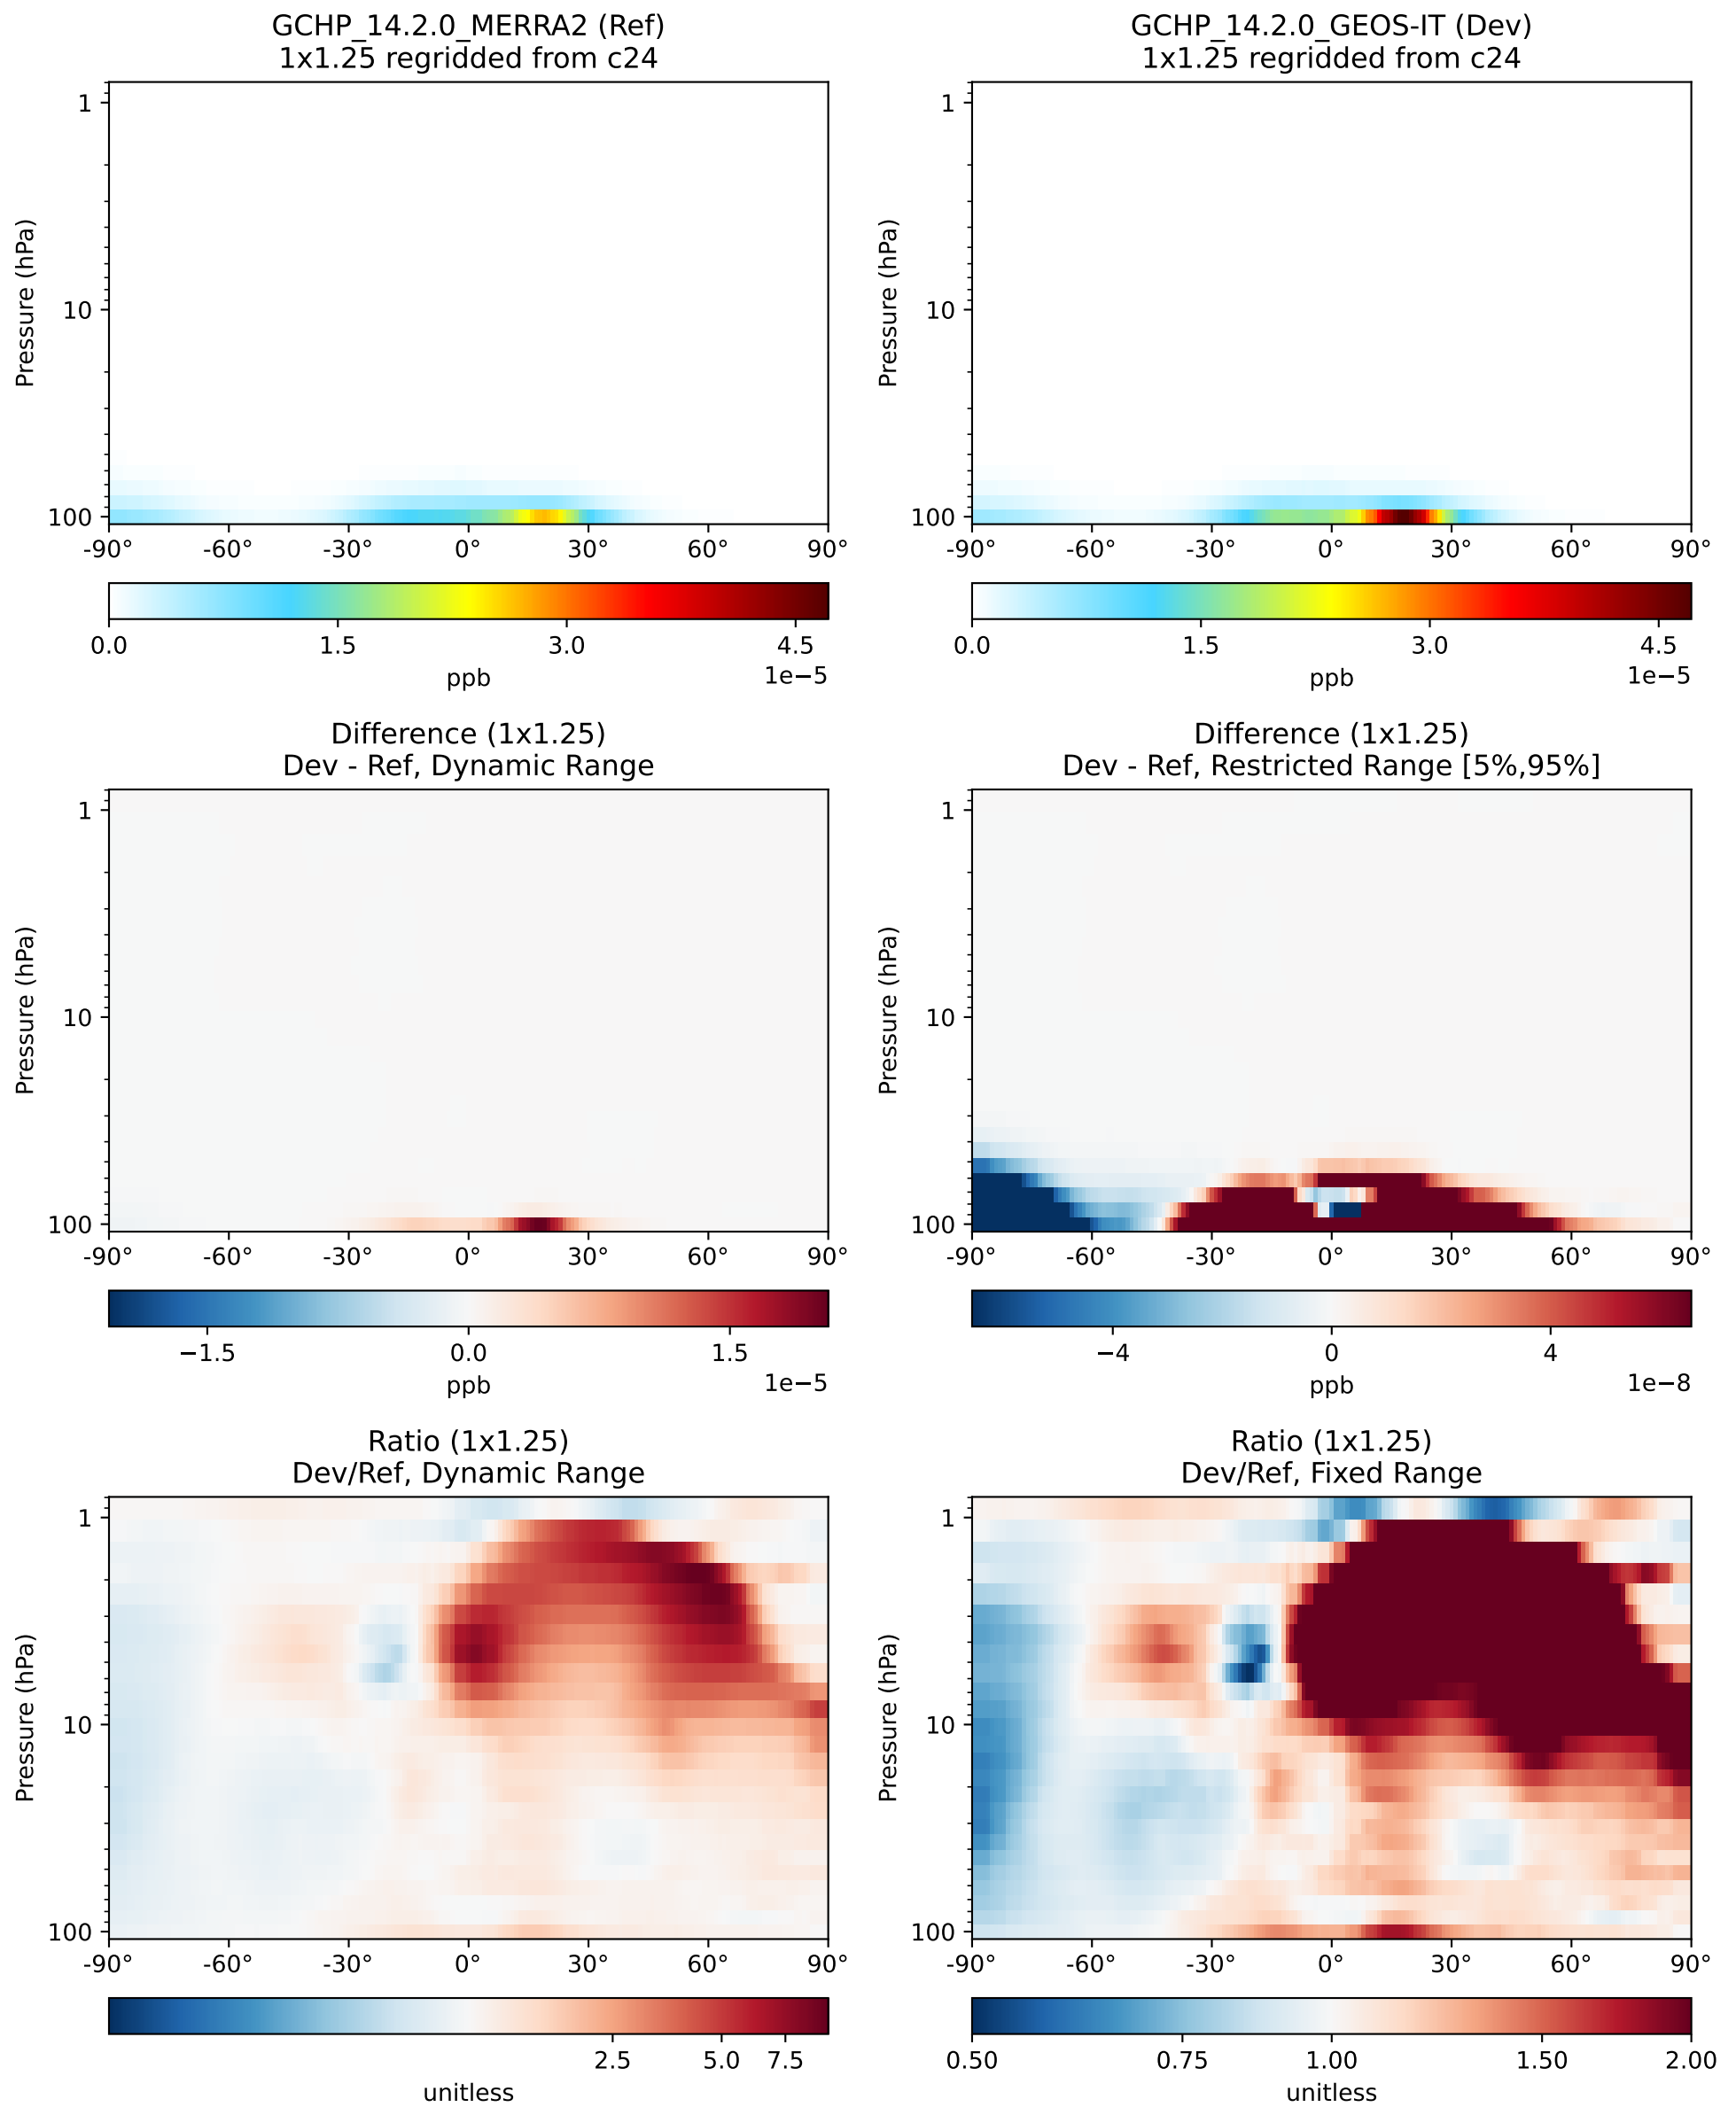 GCHP_14.2.0_MERRA2 (Ref)
1x1.25 regridded from c24
Pressure (hPa)
1
10
100
-90° -60° -30° 0° 30° 60° 90°
0.0 1.5 3.0 4.5
1e−5
ppb
GCHP_14.2.0_GEOS-IT (Dev)
1x1.25 regridded from c24
Pressure (hPa)
1
10
100
-90° -60° -30° 0° 30° 60° 90°
0.0 1.5 3.0 4.5
1e−5
ppb
Difference (1x1.25)
Dev - Ref, Dynamic Range
Pressure (hPa)
1
10
100
-90° -60° -30° 0° 30° 60° 90°
−1.5 0.0 1.5
1e−5
ppb
Difference (1x1.25)
Dev - Ref, Restricted Range [5%,95%]
Pressure (hPa)
1
10
100
-90° -60° -30° 0° 30° 60° 90°
−4 0 4
1e−8
ppb
Ratio (1x1.25)
Dev/Ref, Dynamic Range
Pressure (hPa)
1
10
100
-90° -60° -30° 0° 30° 60° 90°
2.5 5.0 7.5
unitless
Ratio (1x1.25)
Dev/Ref, Fixed Range
Pressure (hPa)
1
10
100
-90° -60° -30° 0° 30° 60° 90°
0.50 0.75 1.00 1.50 2.00
unitless